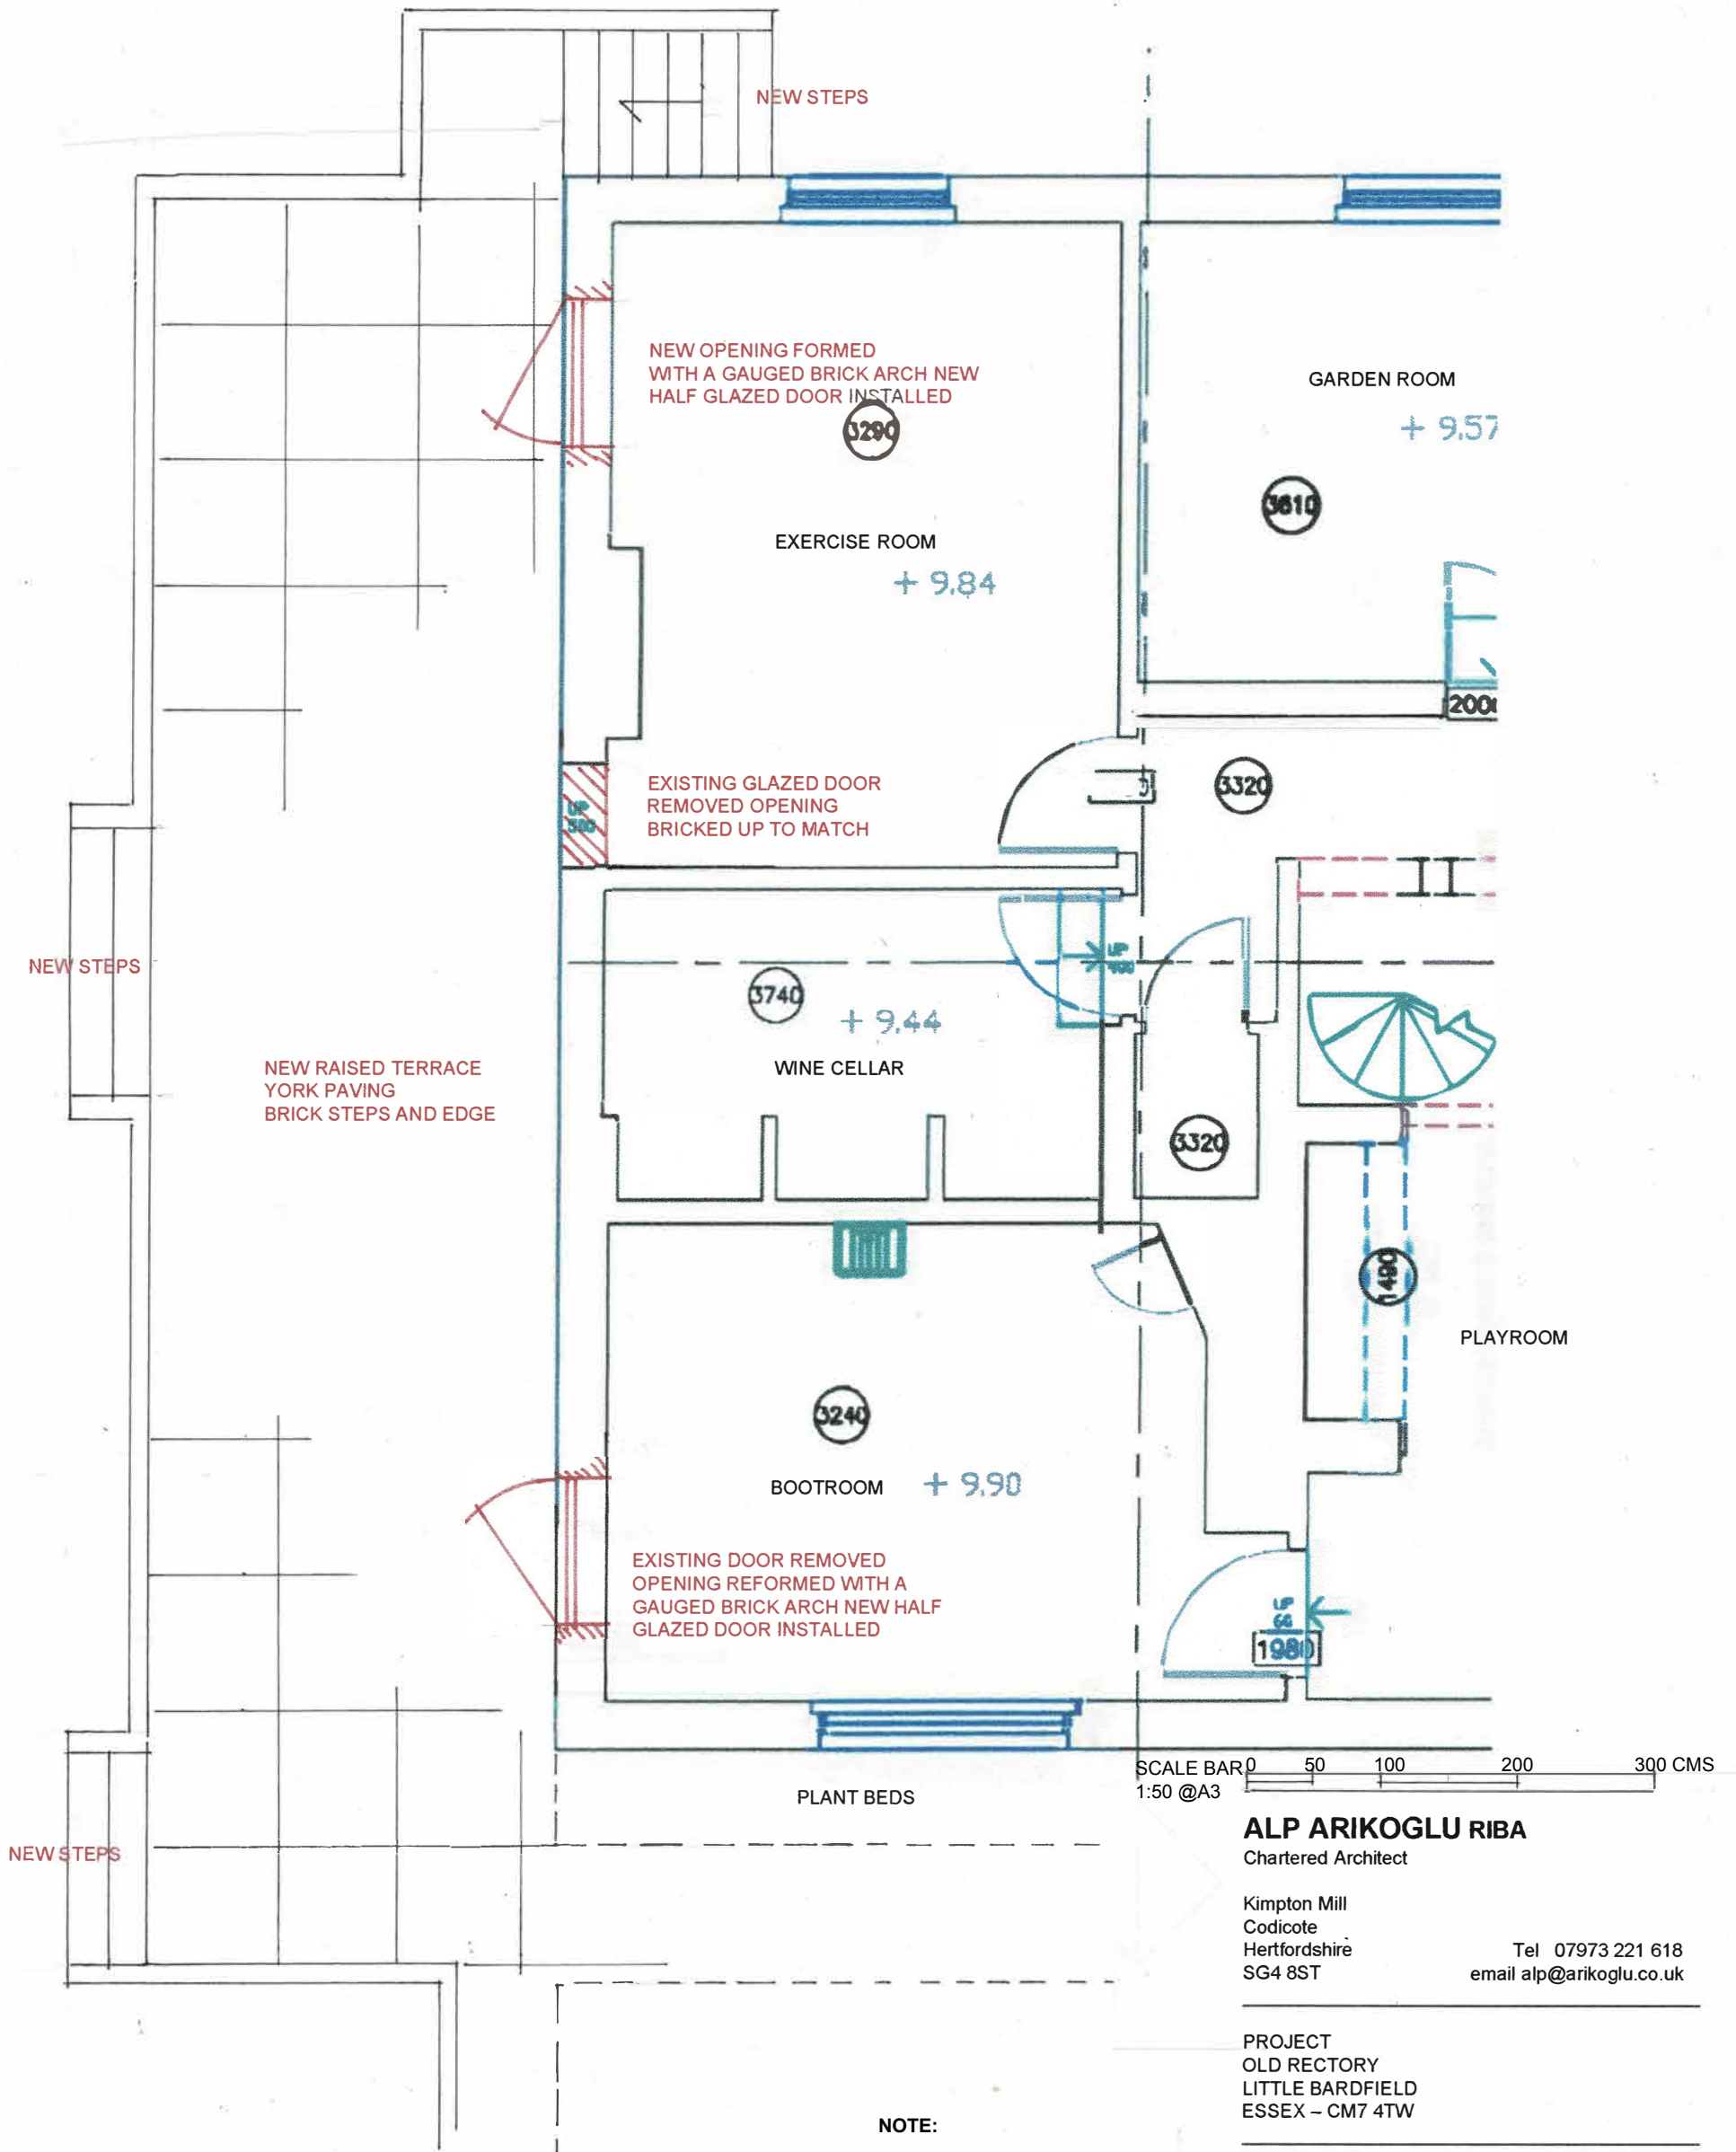 NEW STEPS
NEW OPENING FORMED
WITH A GAUGED BRICK ARCH NEW
HALF GLAZED DOOR INSTALLED
3290
GARDEN ROOM
+ 9.57
3610
EXERCISE ROOM
+ 9.84
EXISTING GLAZED DOOR
REMOVED OPENING
BRICKED UP TO MATCH
UP
3320
NEW STEPS
UP
3740
+ 9.44
WINE CELLAR
NEW RAISED TERRACE
YORK PAVING
BRICK STEPS AND EDGE
3320
1490
PLAYROOM
3240
BOOTROOM
+ 9.90
EXISTING DOOR REMOVED
OPENING REFORMED WITH A
GAUGED BRICK ARCH NEW HALF
GLAZED DOOR INSTALLED
UP
66
1980
PLANT BEDS
SCALE BAR 0 50 100 200 300 CMS
1:50 @A3
NEW STEPS
ALP ARIKOGLU RIBA
Chartered Architect
Kimpton Mill
Codicote
Hertfordshire
SG4 8ST
Tel 07973 221 618
email alp@arikoglu.co.uk
PROJECT
OLD RECTORY
LITTLE BARDFIELD
ESSEX – CM7 4TW
NOTE: